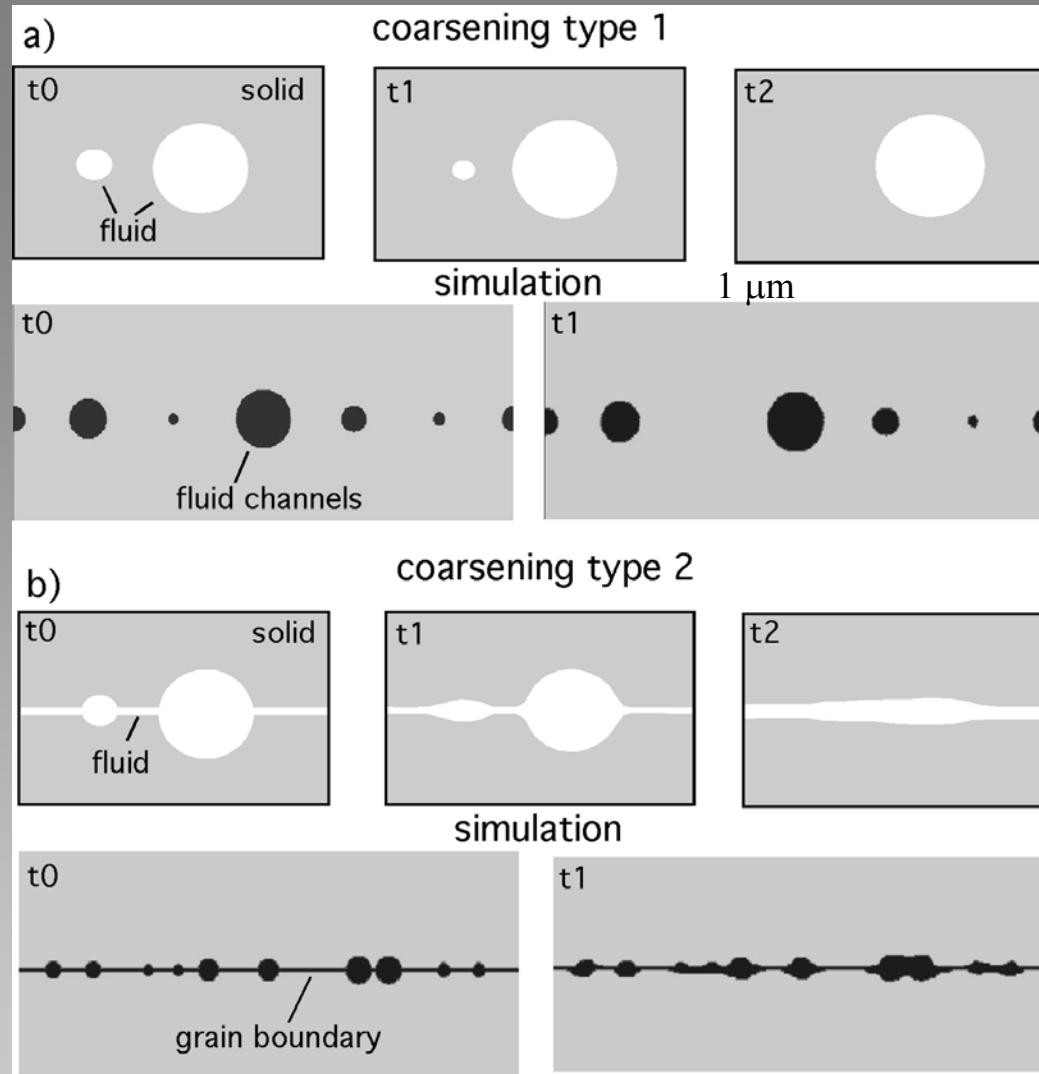 a)
coarsening type 1
t0 solid
fluid
t1
t2
simulation
1 μm
t0
fluid channels
t1
b)
coarsening type 2
t0 solid
fluid
t1
t2
simulation
t0
grain boundary
t1